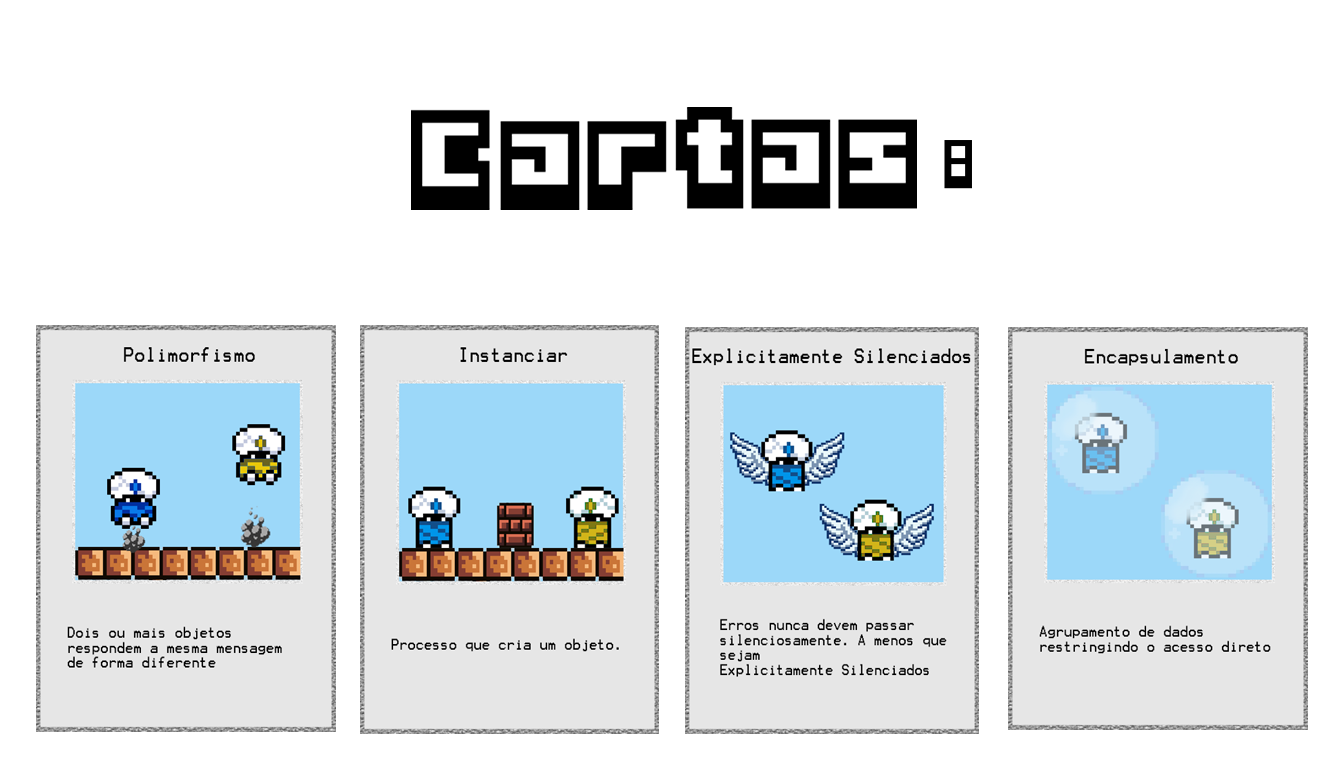 Cartas:
Polimorfismo
Dois ou mais objetos
respondem a mesma mensagem
de forma diferente
Instanciar
Processo que cria um objeto.
Explicitamente Silenciados
Erros nunca devem passar
silenciosamente. A menos que
sejam
Explicitamente Silenciados
Encapsulamento
Agrupamento de dados
restringindo o acesso direto